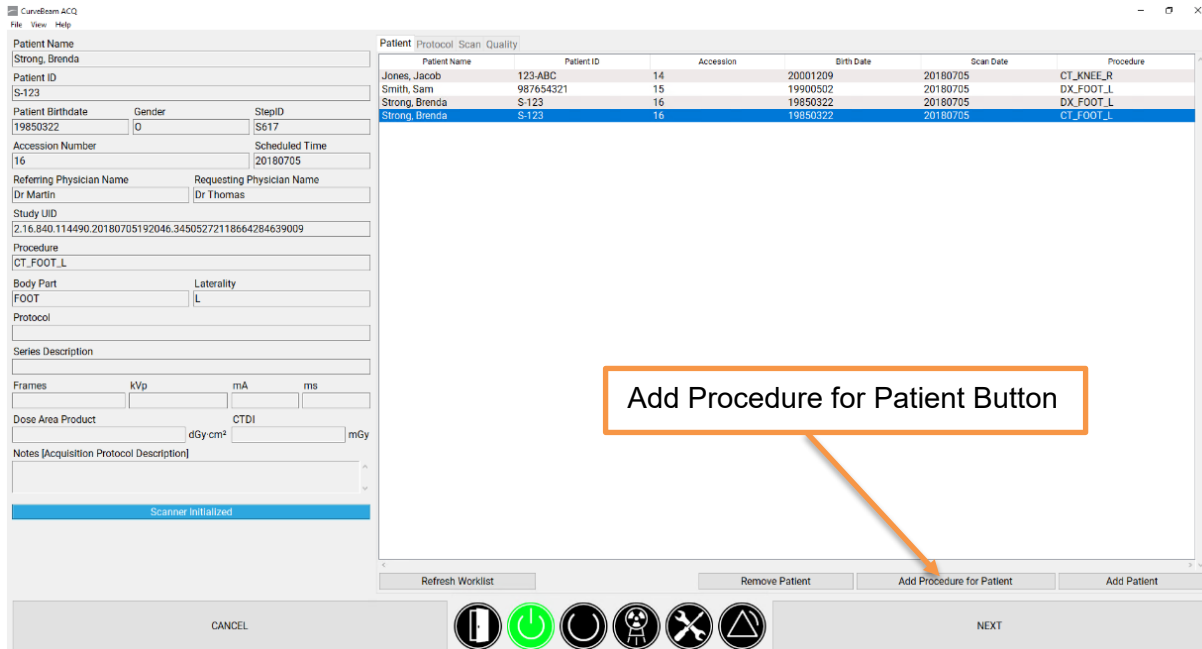 CurveBeam ACQ
File View Help
Patient Name
Strong, Brenda
Patient ID
S-123
Patient Birthdate Gender StepID
19850322 O S617
Accession Number Scheduled Time
16 20180705
Referring Physician Name Requesting Physician Name
Dr Martin Dr Thomas
Study UID
2.16.840.114490.20180705192046.34505272118664284639009
Procedure
CT_FOOT_L
Body Part Laterality
FOOT L
Protocol
Series Description
Frames kVp mA ms
Dose Area Product CTDI
dGy·cm² mGy
Notes [Acquisition Protocol Description]
Scanner Initialized
Patient Protocol Scan Quality
Patient Name Patient ID Accession Birth Date Scan Date Procedure
Jones, Jacob 123-ABC 14 20001209 20180705 CT_KNEE_R
Smith, Sam 987654321 15 19900502 20180705 DX_FOOT_L
Strong, Brenda S-123 16 19850322 20180705 DX_FOOT_L
Strong, Brenda S-123 16 19850322 20180705 CT_FOOT_L
Add Procedure for Patient Button
Refresh Worklist Remove Patient Add Procedure for Patient Add Patient
CANCEL NEXT